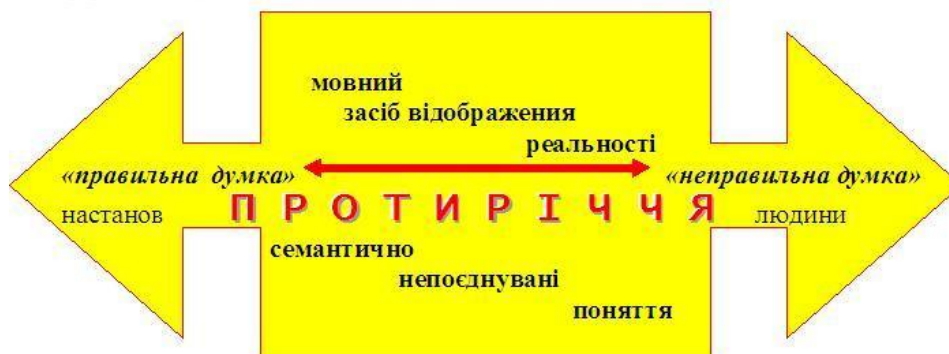 мовний
засіб відображення
реальності
«правильна думка» «неправильна думка»
настанов ПРОТИРІЧЧЯ людини
семантично
непоєднувані
поняття